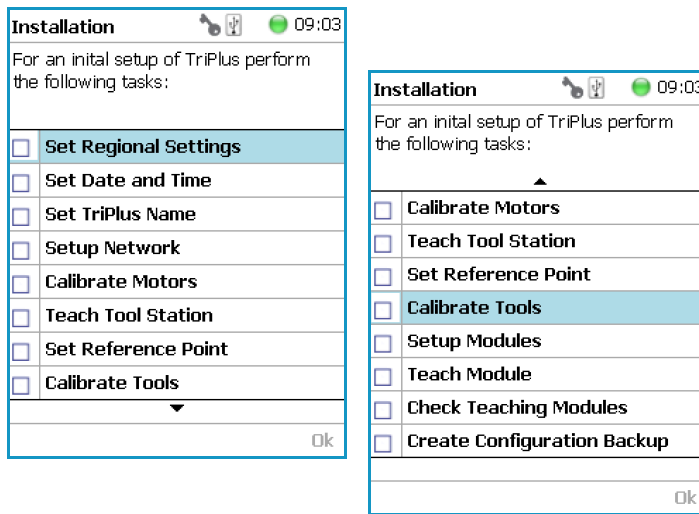 Installation 09:03
For an inital setup of TriPlus perform
the following tasks:
Set Regional Settings
Set Date and Time
Set TriPlus Name
Setup Network
Calibrate Motors
Teach Tool Station
Set Reference Point
Calibrate Tools
Ok
Installation 09:03
For an inital setup of TriPlus perform
the following tasks:
Calibrate Motors
Teach Tool Station
Set Reference Point
Calibrate Tools
Setup Modules
Teach Module
Check Teaching Modules
Create Configuration Backup
Ok